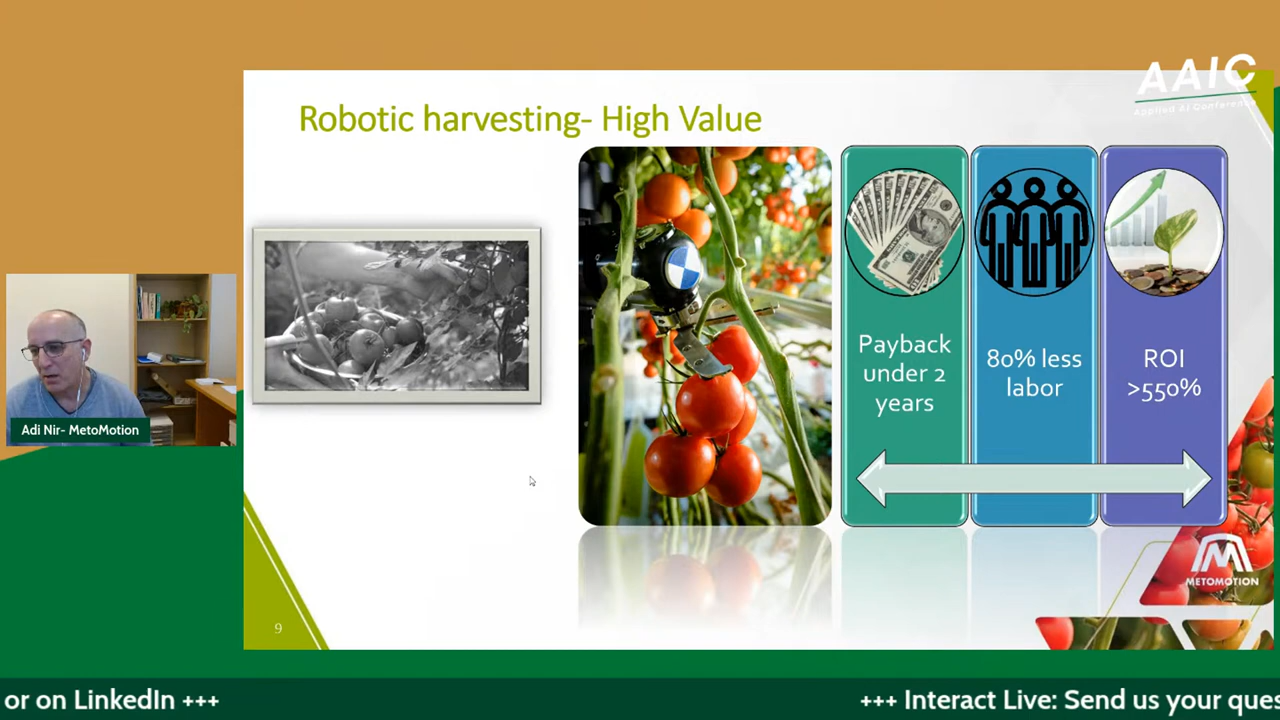 AAIC
Applied AI Conference
Robotic harvesting- High Value
Payback
under 2
years
80% less
labor
ROI
>550%
Adi Nir- MetoMotion
METOMOTION
9
or on LinkedIn +++
+++ Interact Live: Send us your ques